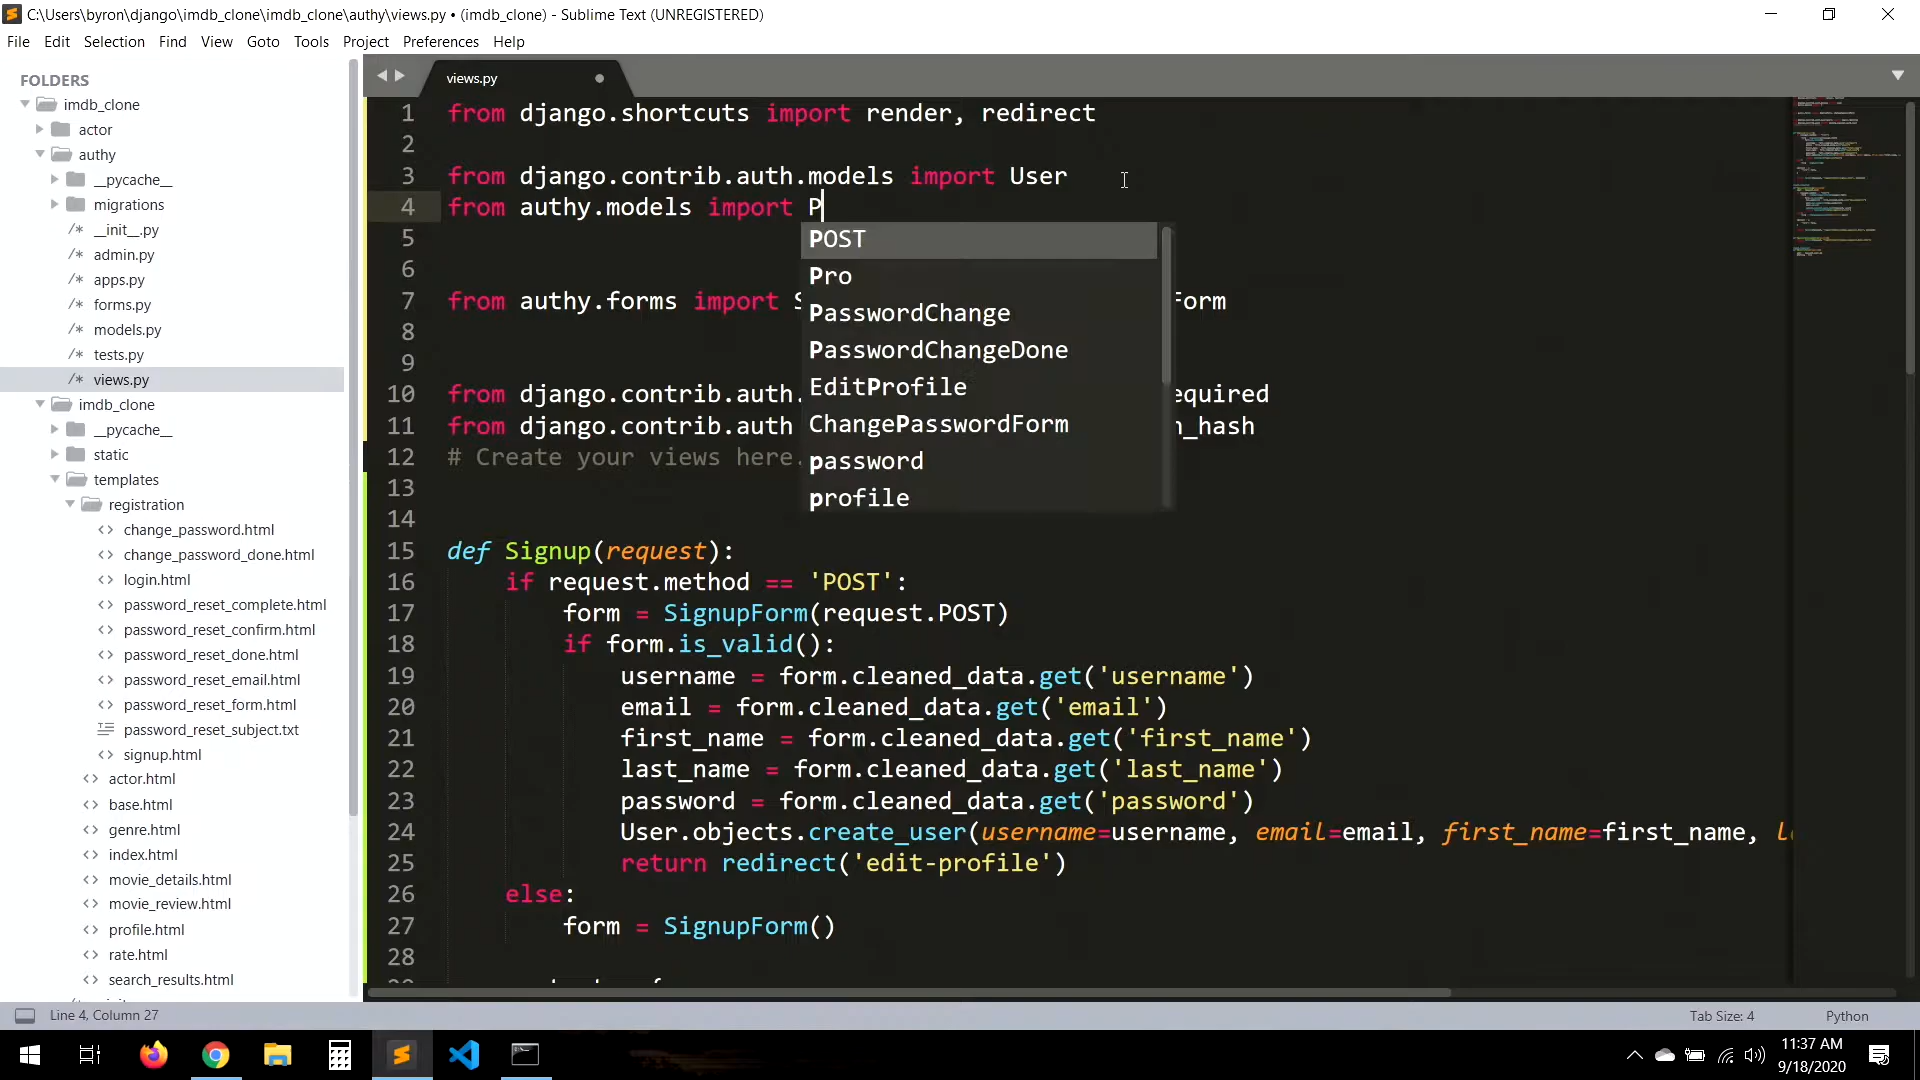 C:\Users\byron\django\imdb_clone\imdb_clone\authy\views.py • (imdb_clone) - Sublime Text (UNREGISTERED)
File Edit Selection Find View Goto Tools Project Preferences Help
FOLDERS
imdb_clone
actor
authy
__pycache__
migrations
/* __init__.py
/* admin.py
/* apps.py
/* forms.py
/* models.py
/* tests.py
/* views.py
imdb_clone
__pycache__
static
templates
registration
<> change_password.html
<> change_password_done.html
<> login.html
<> password_reset_complete.html
<> password_reset_confirm.html
<> password_reset_done.html
<> password_reset_email.html
<> password_reset_form.html
password_reset_subject.txt
<> signup.html
<> actor.html
<> base.html
<> genre.html
<> index.html
<> movie_details.html
<> movie_review.html
<> profile.html
<> rate.html
<> search_results.html
views.py
1 from django.shortcuts import render, redirect
2
3 from django.contrib.auth.models import User
4 from authy.models import P
5
6
7 from authy.forms import S Form
8
9
10 from django.contrib.auth. equired
11 from django.contrib.auth n_hash
12 # Create your views here.
13
14
15 def Signup(request):
16 if request.method == 'POST':
17 form = SignupForm(request.POST)
18 if form.is_valid():
19 username = form.cleaned_data.get('username')
20 email = form.cleaned_data.get('email')
21 first_name = form.cleaned_data.get('first_name')
22 last_name = form.cleaned_data.get('last_name')
23 password = form.cleaned_data.get('password')
24 User.objects.create_user(username=username, email=email, first_name=first_name, l
25 return redirect('edit-profile')
26 else:
27 form = SignupForm()
28
POST
Pro
PasswordChange
PasswordChangeDone
EditProfile
ChangePasswordForm
password
profile
Line 4, Column 27
Tab Size: 4
Python
11:37 AM
9/18/2020